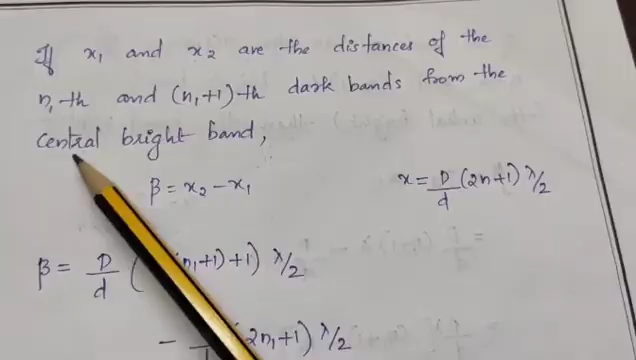 If x₁ and x₂ are the distances of the
n₁-th and (n₁+1)-th dark bands from the
central bright band,
β = x₂ - x₁
x = D/d (2n+1) λ/2
β = D/d ( n₁+1)+1) λ/2
- 2n₁+1) λ/2